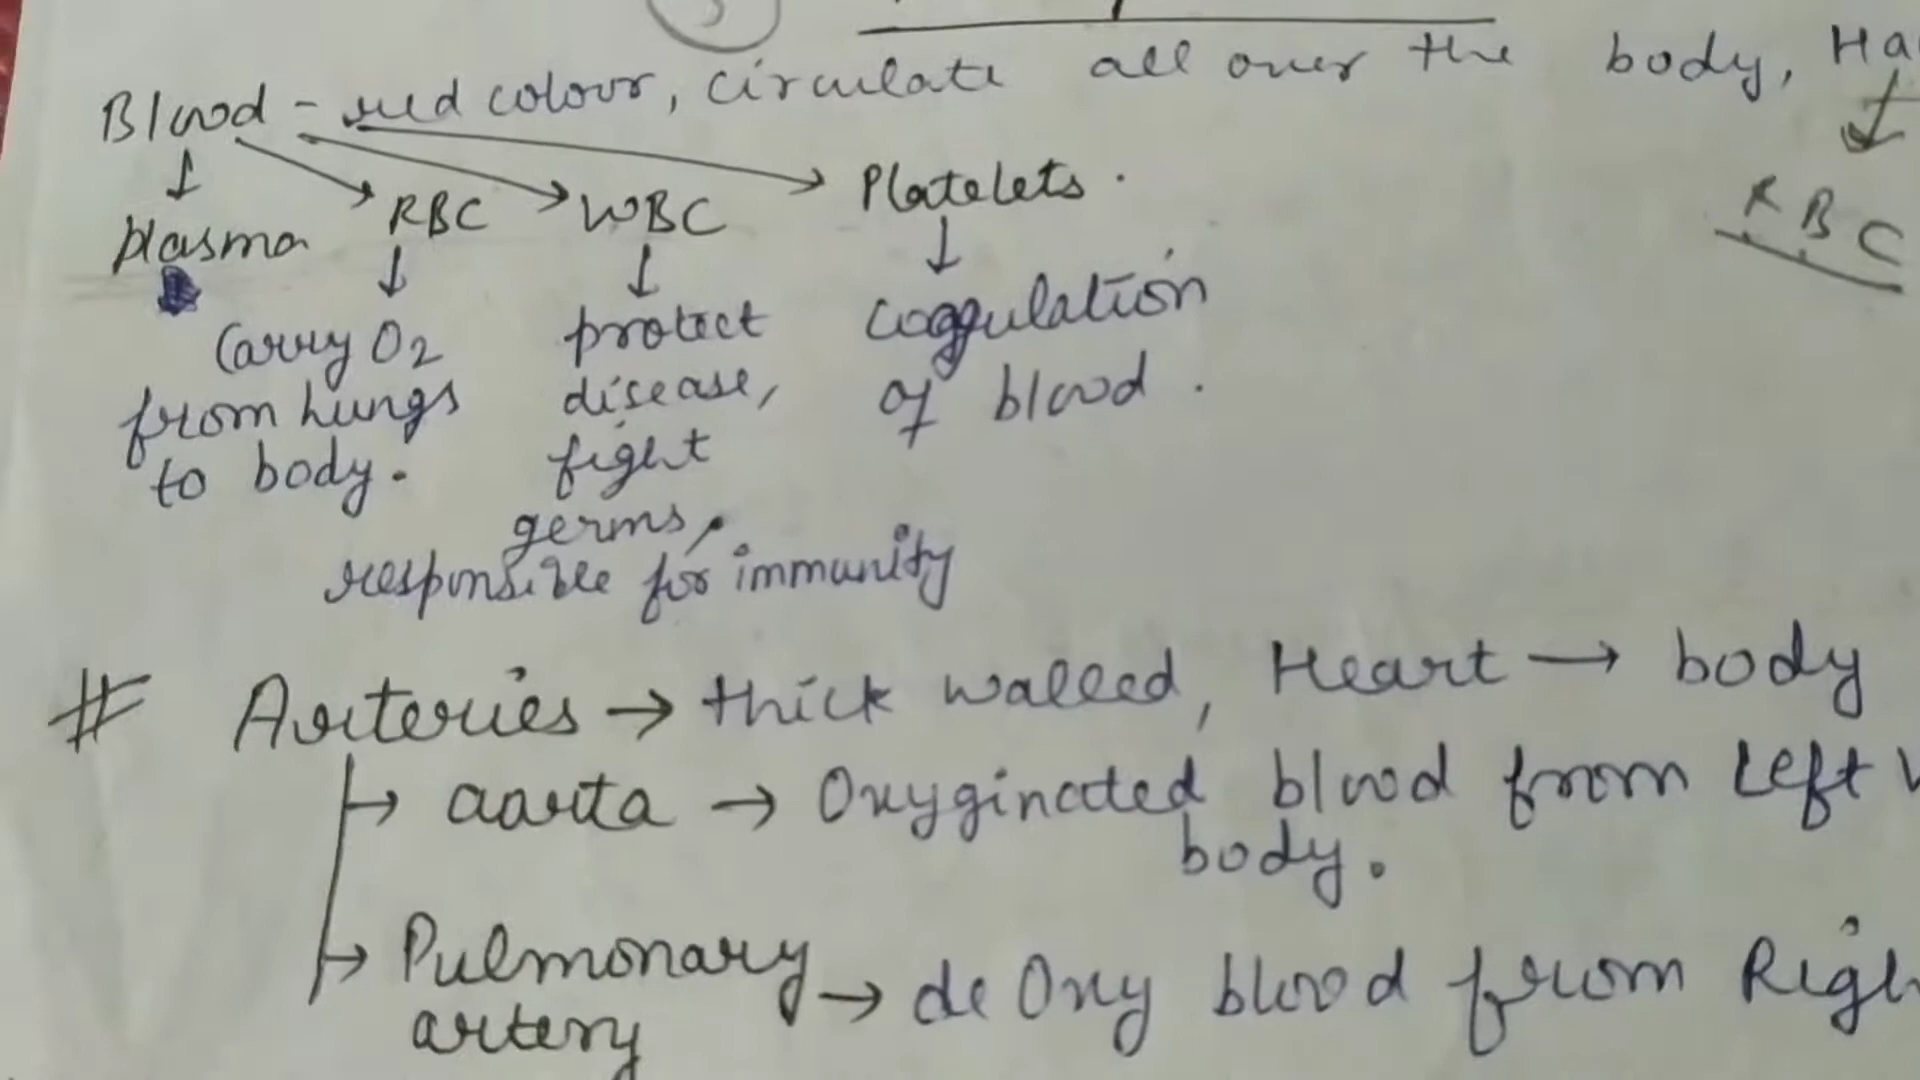 Blood - red colour, circulate all over the body, Ha
↓
RBC
plasma RBC WBC Platelets.
Carry O2 from Lungs to body.
protect disease, fight germs, responsible for immunity
coagulation of blood.
# Arteries → thick walled, Heart → body
aorta → Oxyginated blood from Left V
body.
Pulmonary artery → de Oxy blood from Righ